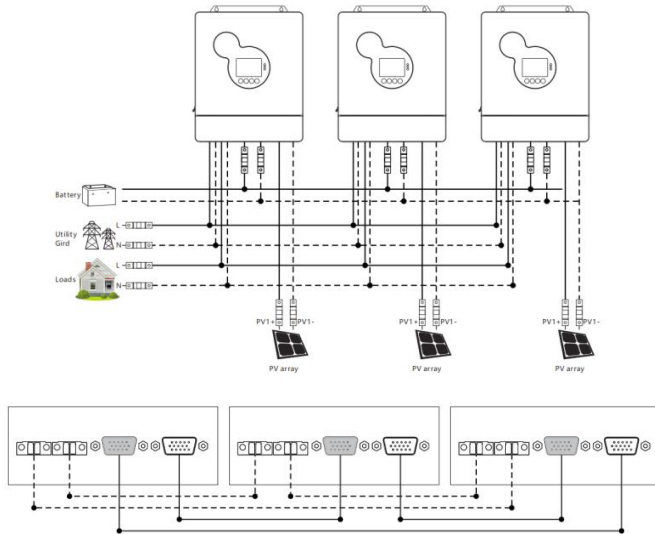 Battery
Utility
Gird
L
N
Loads
L
N
PV1+ PV1-
PV1+ PV1-
PV1+ PV1-
PV array
PV array
PV array